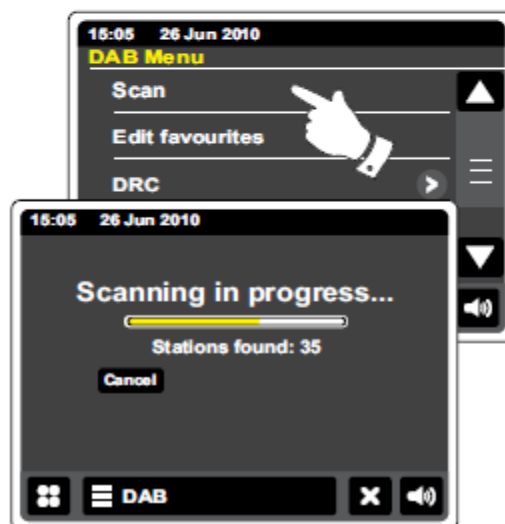 15:05 26 Jun 2010
DAB Menu
Scan
Edit favourites
DRC
15:05 26 Jun 2010
Scanning in progress...
Stations found: 35
Cancel
DAB